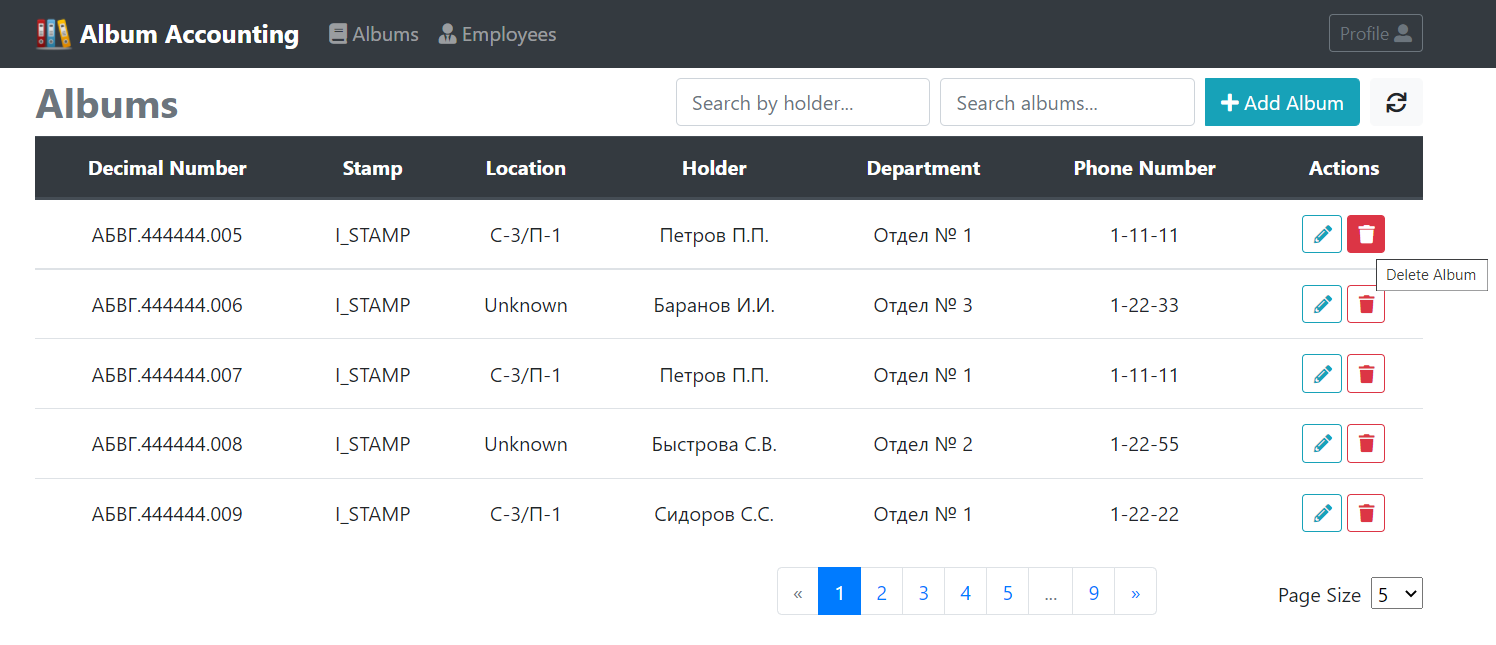 Album Accounting Albums Employees Profile
Albums Search by holder... Search albums... Add Album
Decimal Number Stamp Location Holder Department Phone Number Actions
АБВГ.444444.005 I_STAMP С-3/П-1 Петров П.П. Отдел № 1 1-11-11
Delete Album
АБВГ.444444.006 I_STAMP Unknown Баранов И.И. Отдел № 3 1-22-33
АБВГ.444444.007 I_STAMP С-3/П-1 Петров П.П. Отдел № 1 1-11-11
АБВГ.444444.008 I_STAMP Unknown Быстрова С.В. Отдел № 2 1-22-55
АБВГ.444444.009 I_STAMP С-3/П-1 Сидоров С.С. Отдел № 1 1-22-22
« 1 2 3 4 5 ... 9 » Page Size 5